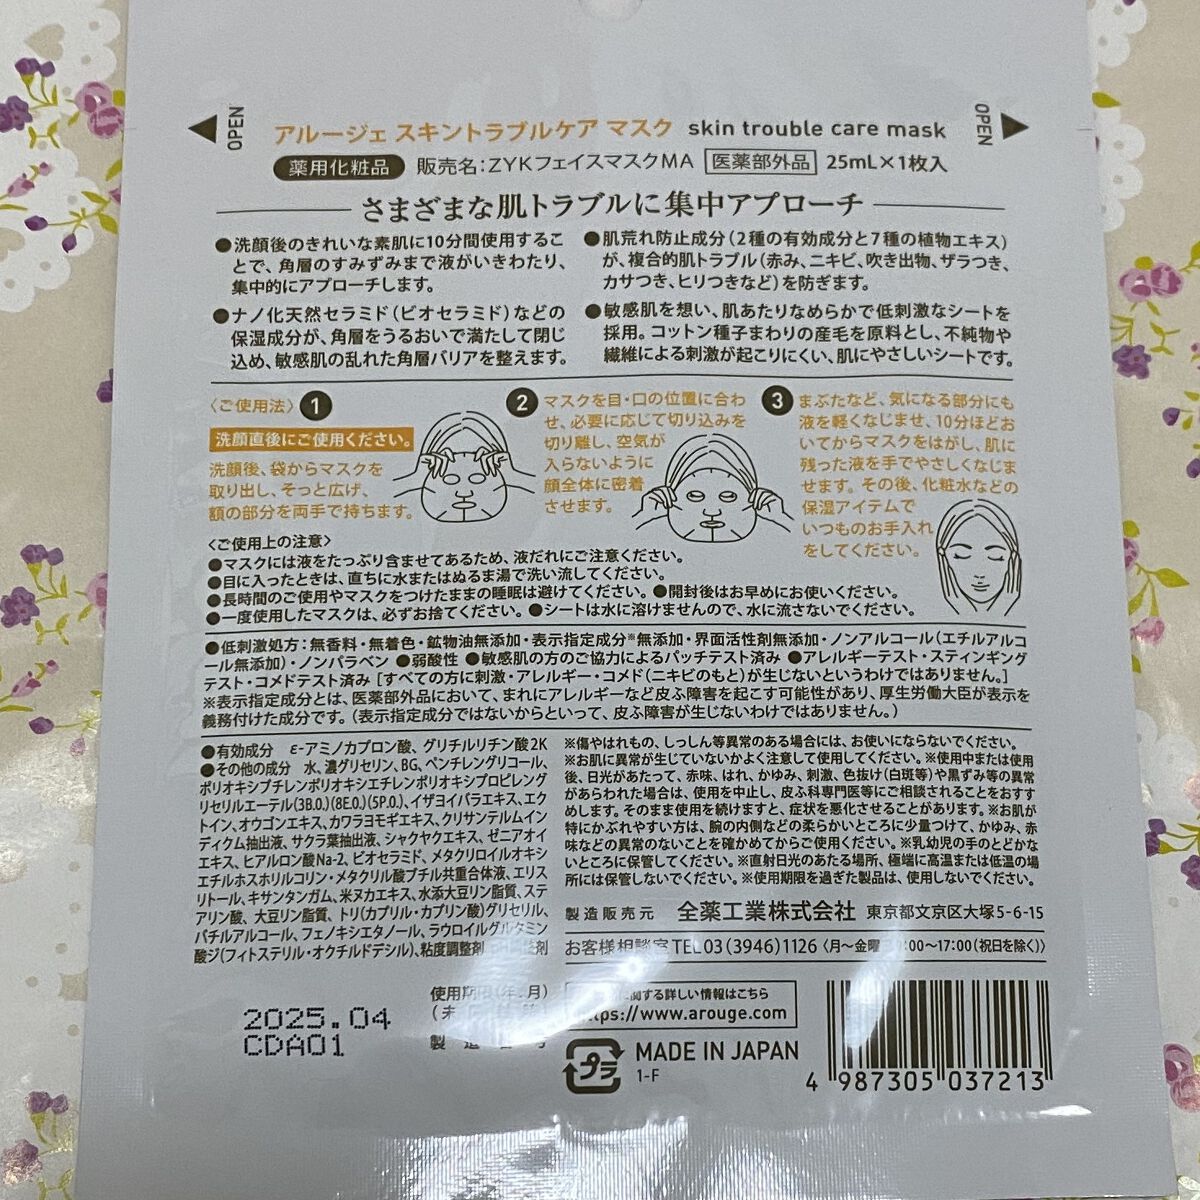 OPEN
OPEN
アルージェ スキントラブルケア マスク skin trouble care mask
薬用化粧品 販売名:ZYKフェイスマスクMA 医薬部外品 25mL×1枚入
さまざまな肌トラブルに集中アプローチ
●洗顔後のきれいな素肌に10分間使用するこ
とで、角層のすみずみまで液がいきわたり、
集中的にアプローチします。
●ナノ化天然セラミド(ビオセラミド)などの
保湿成分が、角層をうるおいで満たして閉じ
込め、敏感肌の乱れた角層バリアを整えます。
●肌荒れ防止成分(2種の有効成分と7種の植物エキス)
が、複合的肌トラブル(赤み、ニキビ、吹き出物、ザラつき、
カサつき、ヒリつきなど)を防ぎます。
●敏感肌を想い、肌あたりなめらかで低刺激なシートを
採用。コットン種子まわりの産毛を原料とし、不純物や
繊維による刺激が起こりにくい、肌にやさしいシートです。
〈ご使用法〉 1
洗顔直後にご使用ください。
洗顔後、袋からマスクを
取り出し、そっと広げ、
額の部分を両手で持ちます。
2 マスクを目・口の位置に合わ
せ、必要に応じて切り込みを
切り離し、空気が
入らないように
顔全体に密着
させます。
3 まぶたなど、気になる部分にも
液を軽くなじませ、10分ほどお
いてからマスクをはがし、肌に
残った液を手でやさしくなじま
せます。その後、化粧水などの
保湿アイテムで
いつものお手入れ
をしてください。
〈ご使用上の注意〉
●マスクには液をたっぷり含ませてあるため、液だれにご注意ください。
●目に入ったときは、直ちに水またはぬるま湯で洗い流してください。
●長時間のご使用やマスクをつけたままの睡眠は避けてください。●開封後はお早めにお使いください。
●一度使用したマスクは、必ずお捨てください。●シートは水に溶けませんので、水に流さないでください。
●低刺激処方:無香料・無着色・鉱物油無添加・表示指定成分※無添加・界面活性剤無添加・ノンアルコール(エチルアルコ
ール無添加)・ノンパラベン ●弱酸性 ●敏感肌の方のご協力によるパッチテスト済み ●アレルギーテスト・スティンギング
テスト・コメドテスト済み [すべての方に刺激・アレルギー・コメド(ニキビのもと)が生じないというわけではありません。]
※表示指定成分とは、医薬部外品において、まれにアレルギーなど皮ふ障害を起こす可能性があり、厚生労働大臣が表示を
義務付けた成分です。(表示指定成分ではないからといって、皮ふ障害が生じないわけではありません。)
●有効成分 ε-アミノカプロン酸、グリチルリチン酸2K
●その他の成分 水、濃グリセリン、BG、ペンチレングリコール、
ポリオキシブチレンポリオキシエチレンポリオキシプロピレング
リセリルエーテル(3B.O.)(8E.O.)(5P.O.)、イザヨイバラエキス、エク
トイン、オウゴンエキス、カワラヨモギエキス、クリサンテルムイン
ディクム抽出液、サクラ葉抽出液、シャクヤクエキス、ゼニアオイ
エキス、ヒアルロン酸Na-2、ビオセラミド、メタクリロイルオキシ
エチルホスホリルコリン・メタクリル酸ブチル共重合体液、エリス
リトール、キサンタンガム、米ヌカエキス、水添大豆リン脂質、ステ
アリン酸、大豆リン脂質、トリ(カプリル・カプリン酸)グリセリル、
バチルアルコール、フェノキシエタノール、ラウロイルグルタミン
酸ジ(フィトステリル・オクチルドデシル)、粘度調整剤
※傷やはれもの、しっしん等異常のある場合には、お使いにならないでください。
※お肌に異常が生じていないかよく注意して使用してください。※使用中または使用
後、日光があたって、赤味、はれ、かゆみ、刺激、色抜け(白斑等)や黒ずみ等の異常
があらわれた場合は、使用を中止し、皮ふ科専門医等にご相談されることをおすす
めします。そのまま使用を続けますと、症状を悪化させることがあります。※お肌が
特にかぶれやすい方は、腕の内側などの柔らかいところに少量つけて、かゆみ、赤
味などの異常のないことを確かめてからご使用ください。※乳幼児の手のとどかな
いところに保管してください。※直射日光のあたる場所、極端に高温または低温の場
所には保管しないでください。※使用期限を過ぎた製品は、使用しないでください。
製造販売元 全薬工業株式会社 東京都文京区大塚5-6-15
お客様相談室 TEL 03(3946)1126 〈月～金曜 :00～17:00(祝日を除く)〉
使用期限(年.月)
2025.04
CDA01
に関する詳しい情報はこちら
https://www.arouge.com
プラ
MADE IN JAPAN
1-F
4 987305 037213